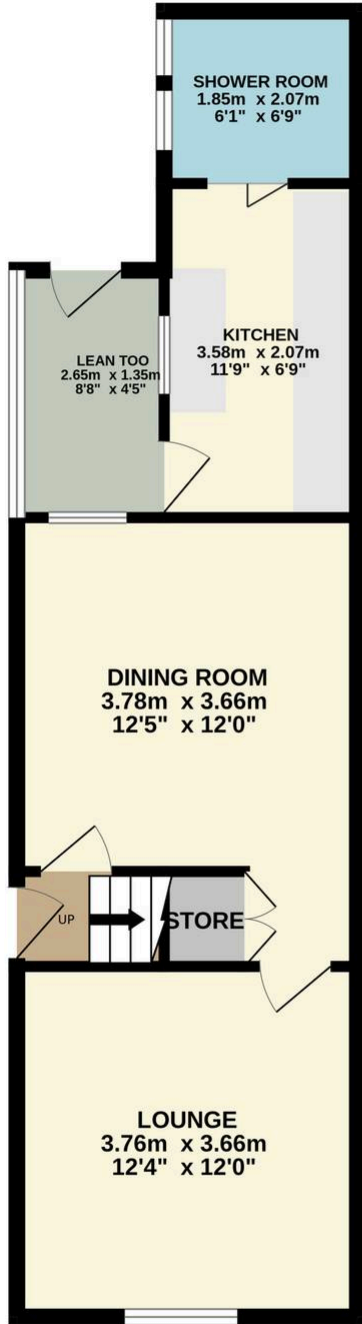 SHOWER ROOM
1.85m x 2.07m
6'1" x 6'9"
KITCHEN
3.58m x 2.07m
11'9" x 6'9"
LEAN TOO
2.65m x 1.35m
8'8" x 4'5"
DINING ROOM
3.78m x 3.66m
12'5" x 12'0"
UP
STORE
LOUNGE
3.76m x 3.66m
12'4" x 12'0"